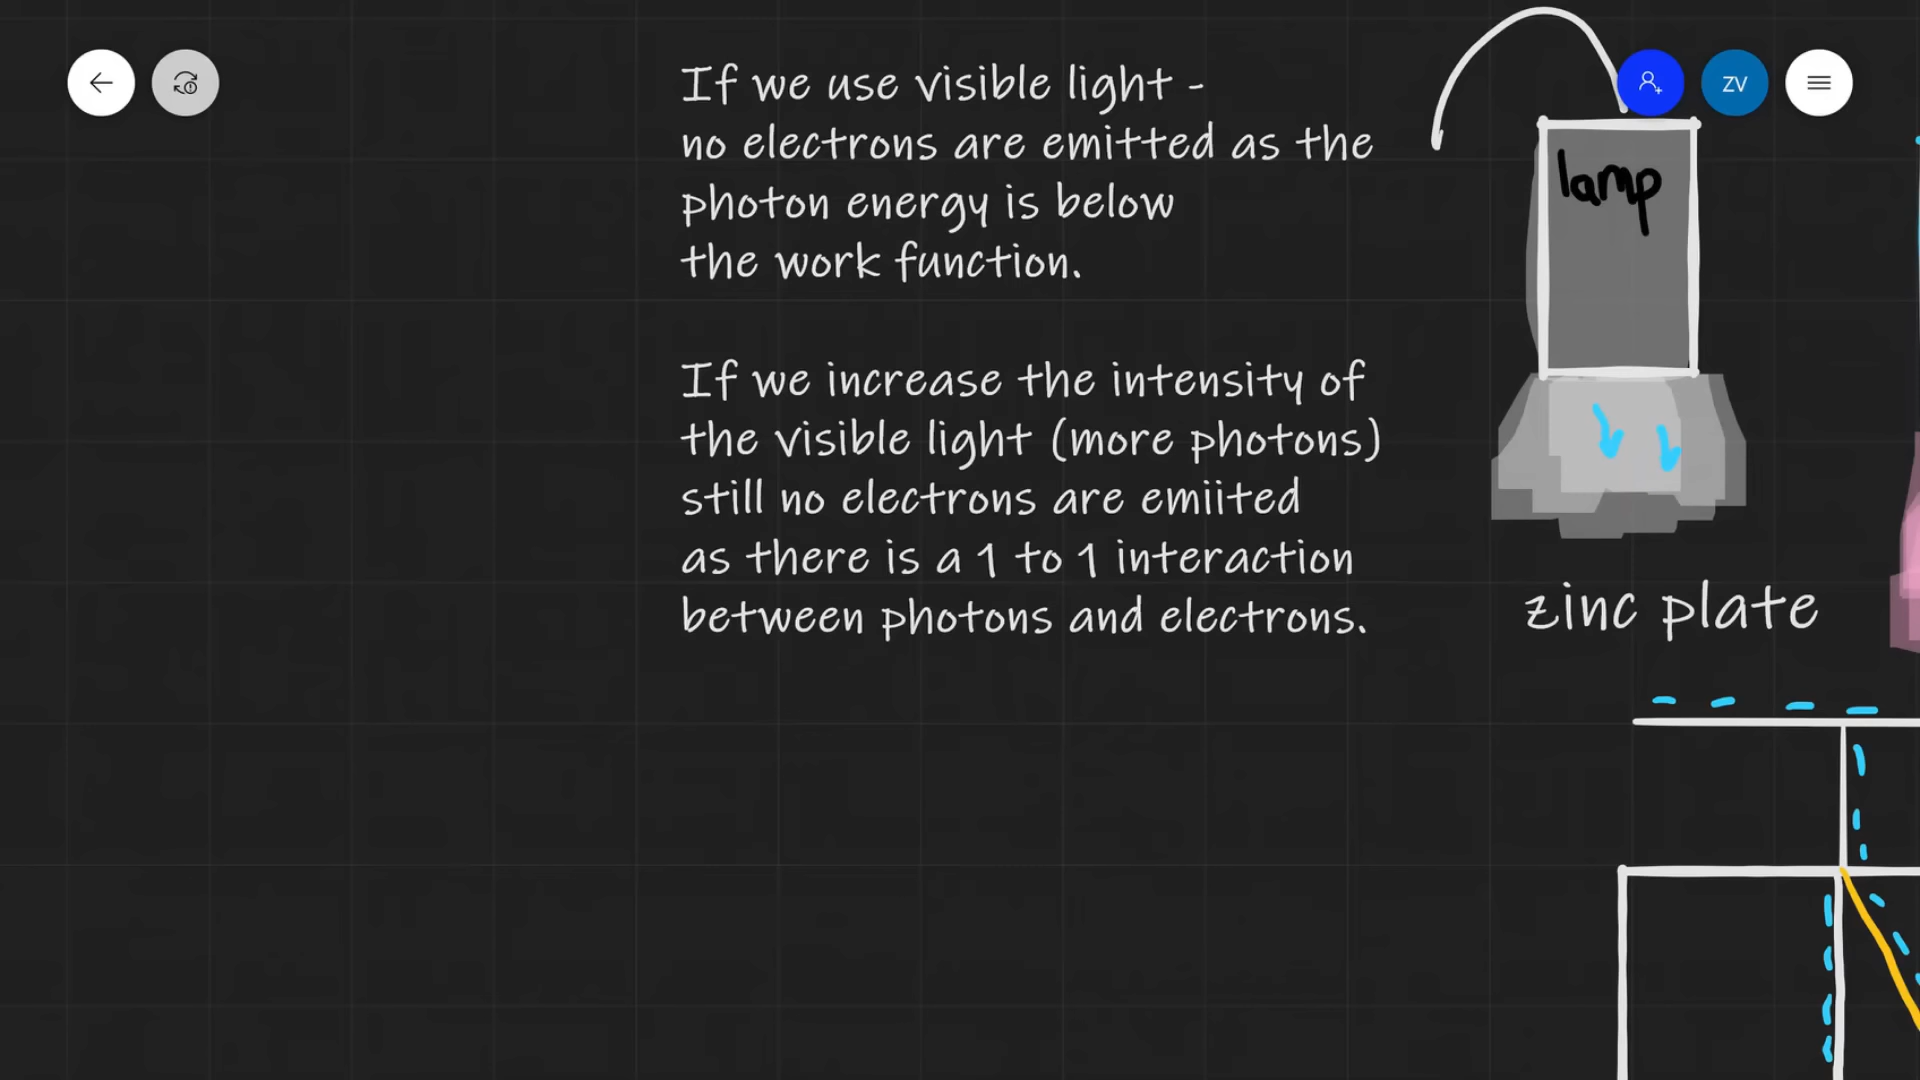 If we use visible light -
no electrons are emitted as the
photon energy is below
the work function.
If we increase the intensity of
the visible light (more photons)
still no electrons are emiited
as there is a 1 to 1 interaction
between photons and electrons.
ZV
lamp
zinc plate